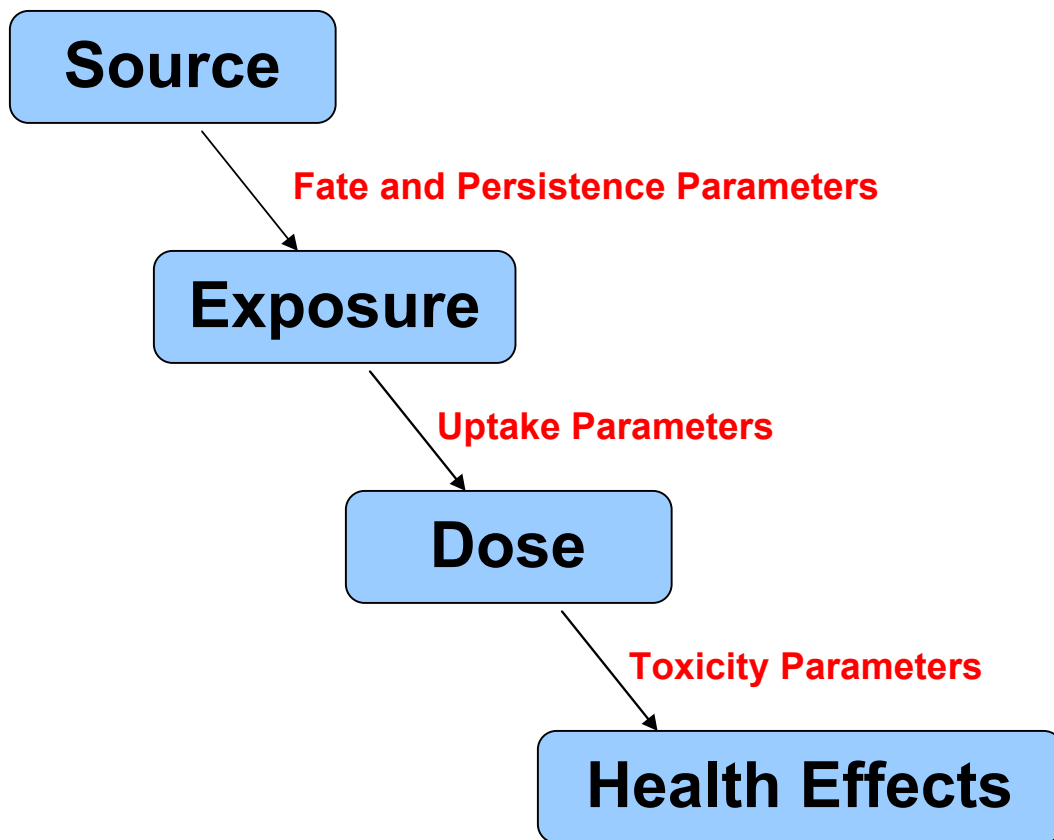 Source
Fate and Persistence Parameters
Exposure
Uptake Parameters
Dose
Toxicity Parameters
Health Effects